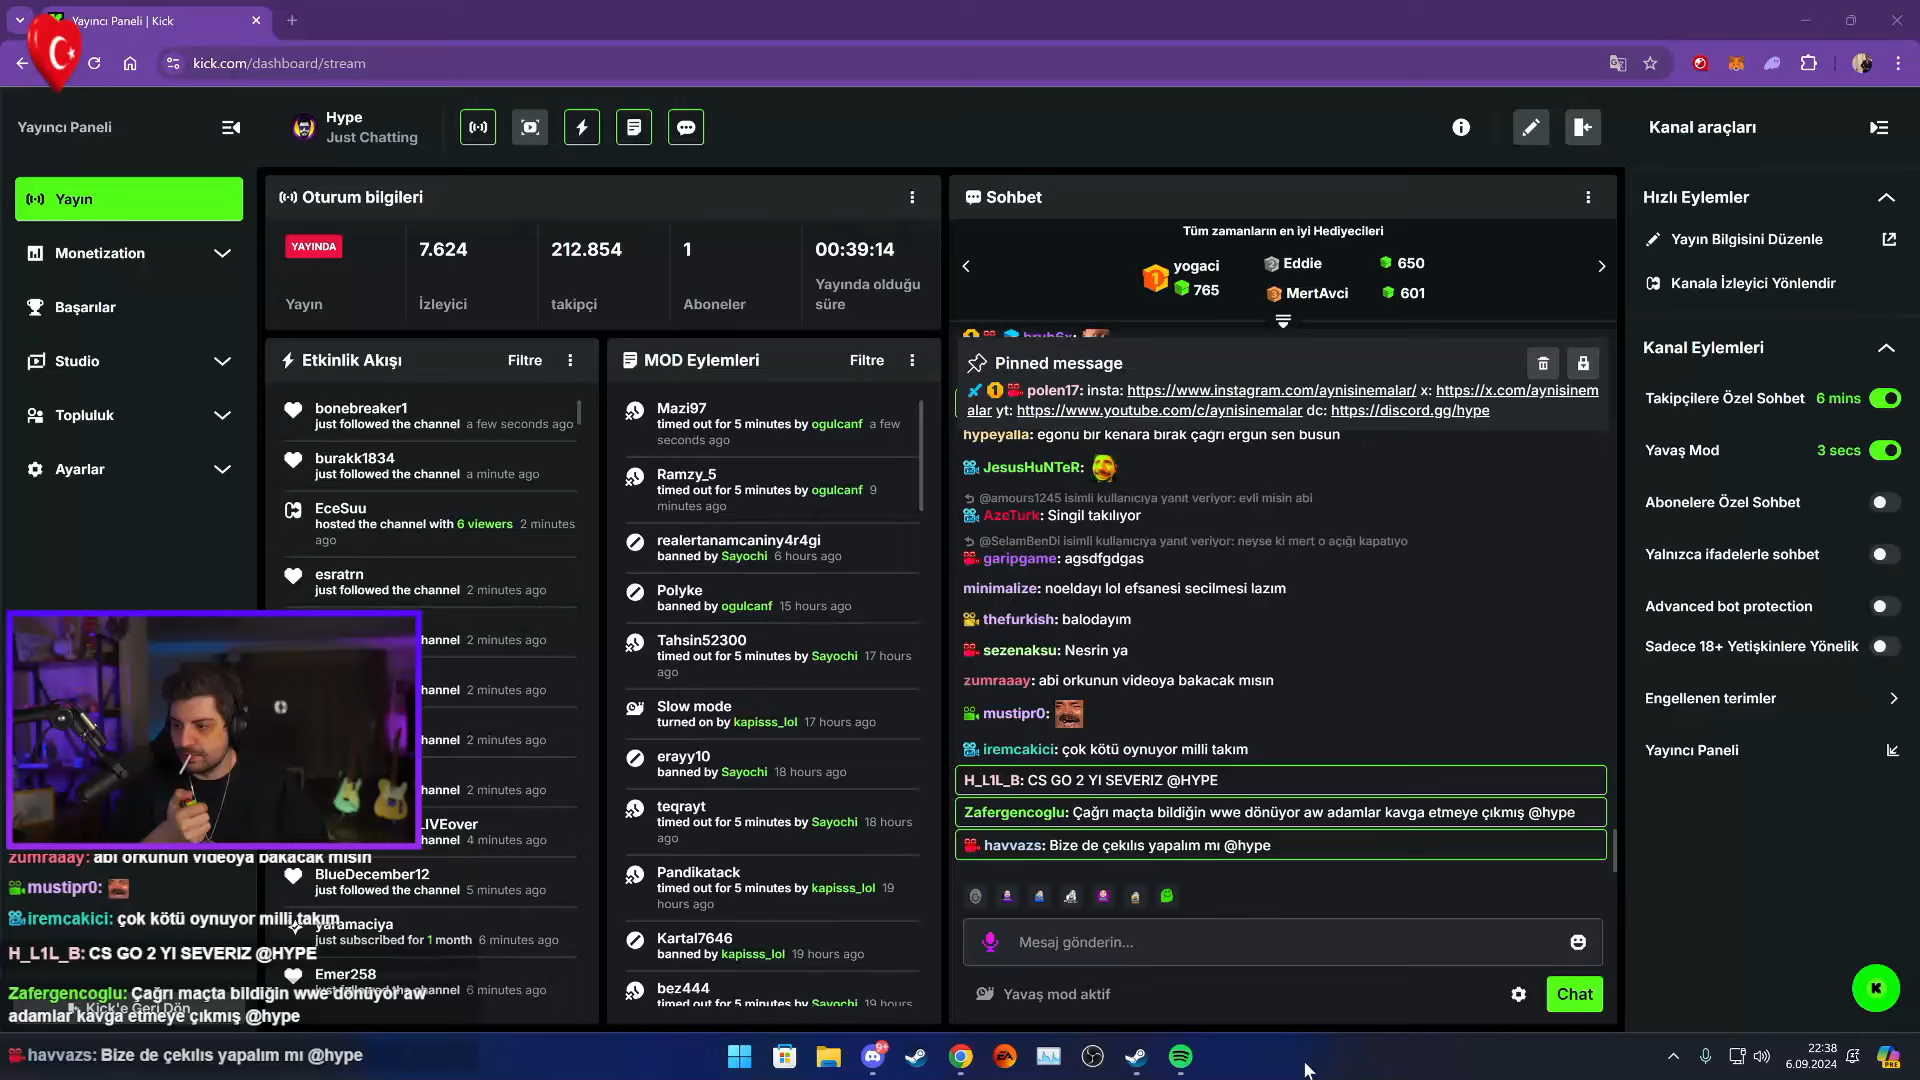 Yayıncı Paneli | Kick
kick.com/dashboard/stream
Yayıncı Paneli
Hype
Just Chatting
Kanal araçları
Yayın
Monetization
Başarılar
Studio
Topluluk
Ayarlar
Oturum bilgileri
YAYINDA
Yayın
7.624
İzleyici
212.854
takipçi
1
Aboneler
00:39:14
Yayında olduğu
süre
Etkinlik Akışı
Filtre
bonebreaker1
just followed the channel a few seconds ago
burakk1834
just followed the channel a minute ago
EceSuu
hosted the channel with 6 viewers 2 minutes
ago
esratrn
just followed the channel 2 minutes ago
hannel 2 minutes ago
hannel 2 minutes ago
hannel 2 minutes ago
hannel 2 minutes ago
LIVEover
hannel 4 minutes ago
BlueDecember12
just followed the channel 5 minutes ago
yaramaciya
just subscribed for 1 month 6 minutes ago
Emer258
just followed the channel 6 minutes ago
MOD Eylemleri
Filtre
Mazi97
timed out for 5 minutes by ogulcanf a few
seconds ago
Ramzy_5
timed out for 5 minutes by ogulcanf 9
minutes ago
realertanamcaniny4r4gi
banned by Sayochi 6 hours ago
Polyke
banned by ogulcanf 15 hours ago
Tahsin52300
timed out for 5 minutes by Sayochi 17 hours
ago
Slow mode
turned on by kapisss_lol 17 hours ago
erayy10
banned by Sayochi 18 hours ago
teqrayt
timed out for 5 minutes by Sayochi 18 hours
ago
Pandikatack
timed out for 5 minutes by kapisss_lol 19
hours ago
Kartal7646
banned by kapisss_lol 19 hours ago
bez444
timed out for 5 minutes by Sayochi 19 hours
Sohbet
Tüm zamanların en iyi Hediyecileri
1 yogaci
765
2 Eddie 650
3 MertAvci 601
bruh6x:
Pinned message
polen17: insta: https://www.instagram.com/aynisinemalar/ x: https://x.com/aynisinem
alar yt: https://www.youtube.com/c/aynisinemalar dc: https://discord.gg/hype
hypeyalla: egonu bir kenara bırak çağrı ergun sen busun
JesusHuNTeR:
@amours1245 isimli kullanıcıya yanıt veriyor: evli misin abi
AzeTurk: Singil takılıyor
@SelamBenDi isimli kullanıcıya yanıt veriyor: neyse ki mert o açığı kapatıyo
garipgame: agsdfgdgas
minimalize: noeldayı lol efsanesi secilmesi lazım
thefurkish: balodayım
sezenaksu: Nesrin ya
zumraaay: abi orkunun videoya bakacak mısın
mustipr0:
iremcakici: çok kötü oynuyor milli takım
H_L1L_B: CS GO 2 YI SEVERIZ @HYPE
Zafergencoglu: Çağrı maçta bildiğin wwe dönüyor aw adamlar kavga etmeye çıkmış @hype
havvazs: Bize de çekılıs yapalım mı @hype
Mesaj gönderin...
Yavaş mod aktif
Chat
Hızlı Eylemler
Yayın Bilgisini Düzenle
Kanala İzleyici Yönlendir
Kanal Eylemleri
Takipçilere Özel Sohbet 6 mins
Yavaş Mod 3 secs
Abonelere Özel Sohbet
Yalnızca ifadelerle sohbet
Advanced bot protection
Sadece 18+ Yetişkinlere Yönelik
Engellenen terimler
Yayıncı Paneli
K
zumraaay: abi orkunun videoya bakacak mısın
mustipr0:
iremcakici: çok kötü oynuyor milli takım
H_L1L_B: CS GO 2 YI SEVERIZ @HYPE
Zafergencoglu: Çağrı maçta bildiğin wwe dönüyor aw
adamlar kavga etmeye çıkmış @hype
Kick'e Geri Dön
havvazs: Bize de çekılıs yapalım mı @hype
9+
EA
22:38
6.09.2024
PRE